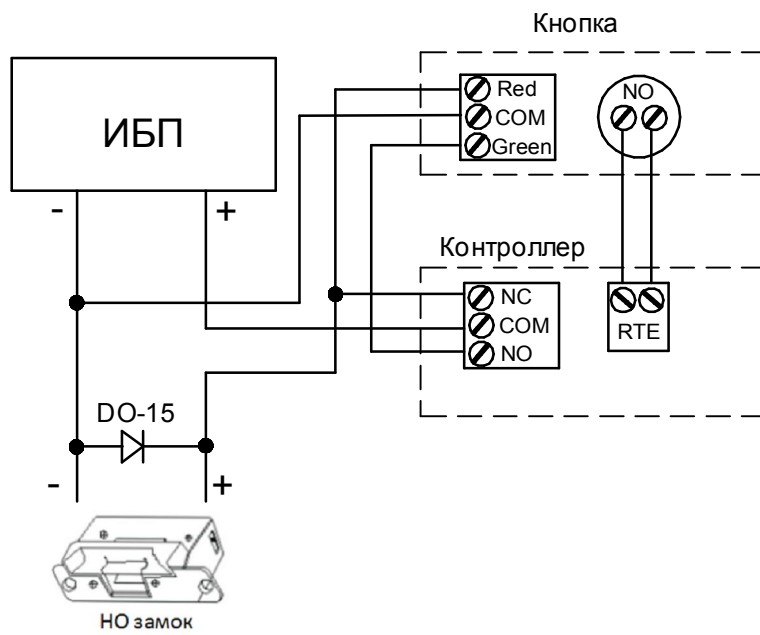 Кнопка
ИБП
Red
COM
Green
NO
-
+
Контроллер
NC
COM
NO
RTE
DO-15
-
+
НО замок